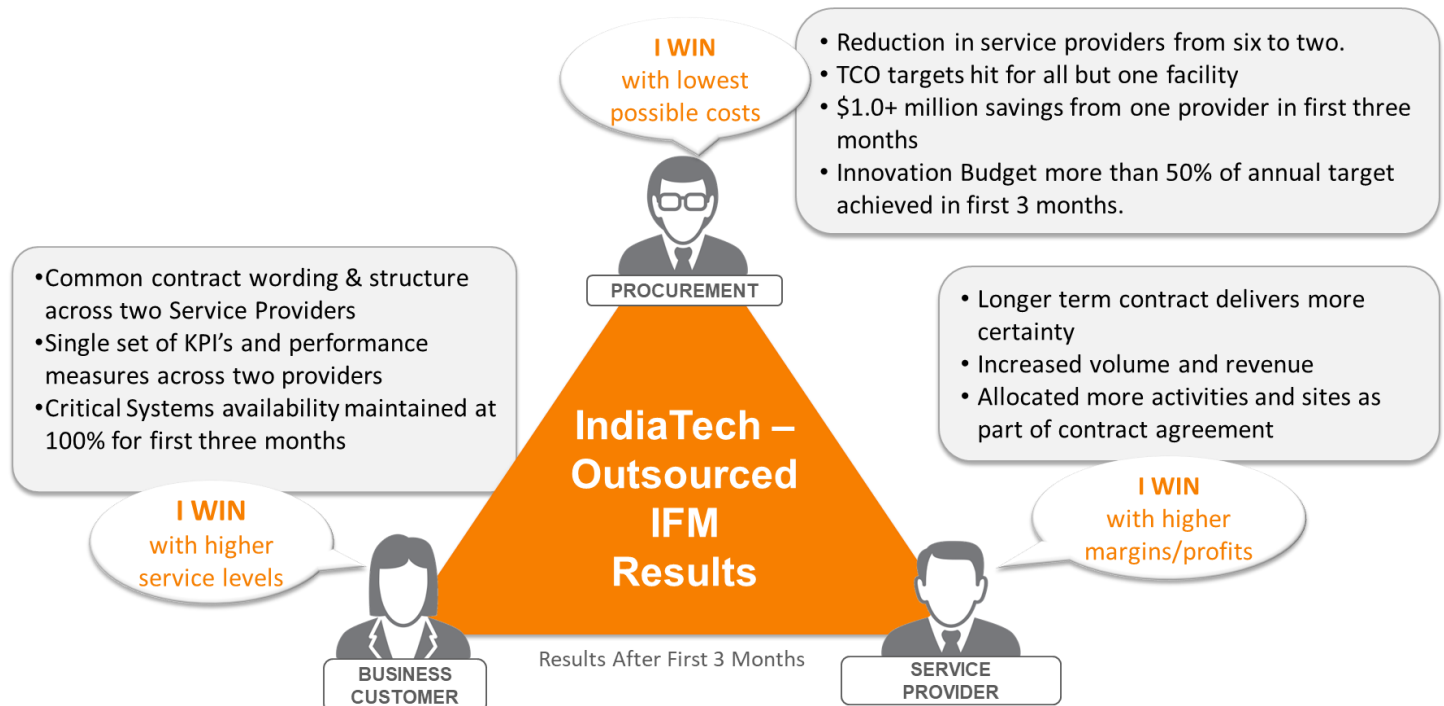 I WIN
with lowest
possible costs
• Reduction in service providers from six to two.
• TCO targets hit for all but one facility
• $1.0+ million savings from one provider in first three
months
• Innovation Budget more than 50% of annual target
achieved in first 3 months.
PROCUREMENT
•Common contract wording & structure
across two Service Providers
•Single set of KPI's and performance
measures across two providers
•Critical Systems availability maintained at
100% for first three months
I WIN
with higher
service levels
BUSINESS
CUSTOMER
IndiaTech –
Outsourced
IFM
Results
Results After First 3 Months
• Longer term contract delivers more
certainty
• Increased volume and revenue
• Allocated more activities and sites as
part of contract agreement
I WIN
with higher
margins/profits
SERVICE
PROVIDER